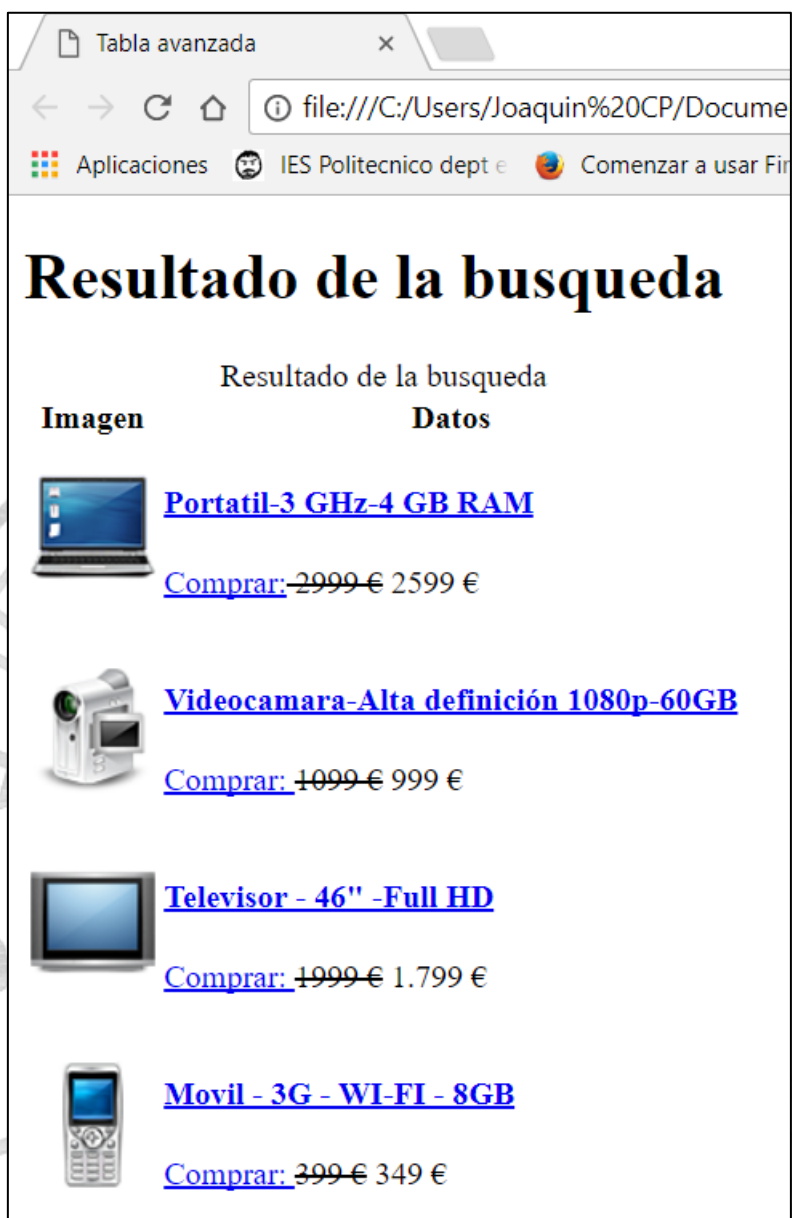 Tabla avanzada
file:///C:/Users/Joaquin%20CP/Docume
Aplicaciones IES Politecnico dept e Comenzar a usar Fir
Resultado de la busqueda
Resultado de la busqueda
Imagen Datos
Portatil-3 GHz-4 GB RAM
Comprar: 2999 € 2599 €
Videocamara-Alta definición 1080p-60GB
Comprar: 1099 € 999 €
Televisor - 46" -Full HD
Comprar: 1999 € 1.799 €
Movil - 3G - WI-FI - 8GB
Comprar: 399 € 349 €